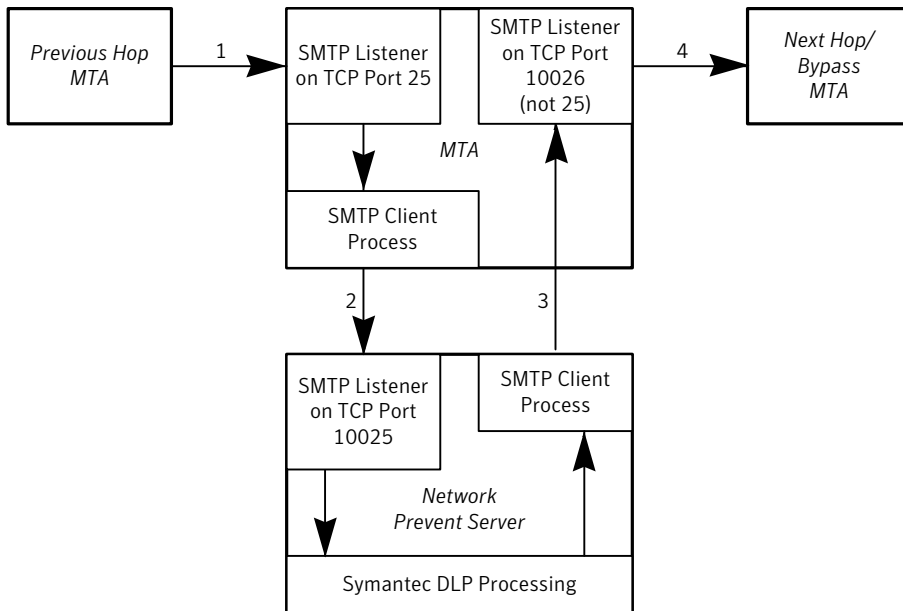 Previous Hop
MTA
1
SMTP Listener
on TCP Port 25
SMTP Listener
on TCP Port
10026
(not 25)
4
Next Hop/
Bypass
MTA
MTA
SMTP Client
Process
2
3
SMTP Listener
on TCP Port
10025
SMTP Client
Process
Network
Prevent Server
Symantec DLP Processing